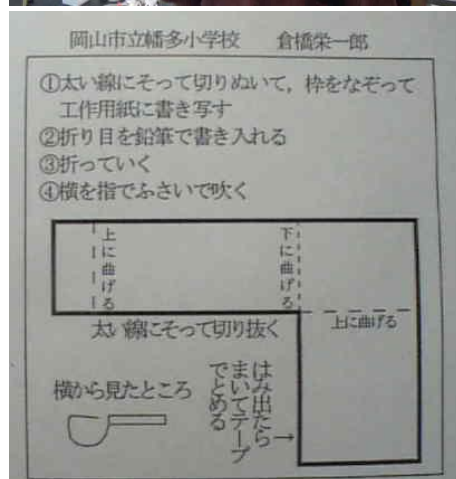 岡山市立幡多小学校　倉橋栄一郎
①太い線にそって切りぬいて，枠をなぞって
工作用紙に書き写す
②折り目を鉛筆で書き入れる
③折っていく
④横を指でふさいで吹く
上に曲げる
下に曲げる
上に曲げる
太い線にそって切り抜く
はみ出たら
まいてテープ
でとめる
→
横から見たところ